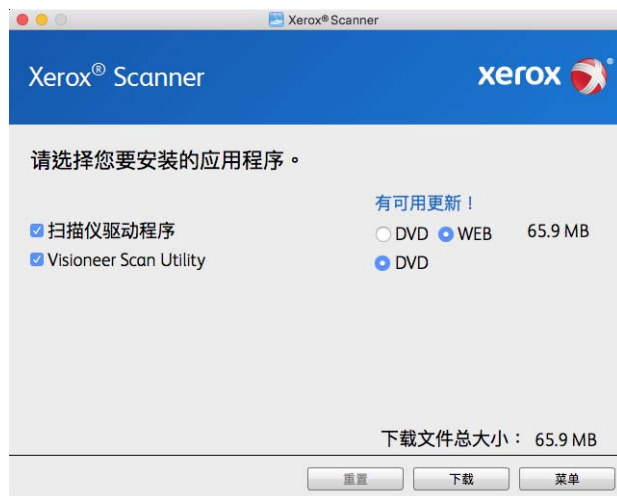 Xerox® Scanner
Xerox® Scanner
xerox®
请选择您要安装的应用程序。
有可用更新！
扫描仪驱动程序 DVD WEB 65.9 MB
Visioneer Scan Utility DVD
下载文件总大小： 65.9 MB
重置 下载 菜单